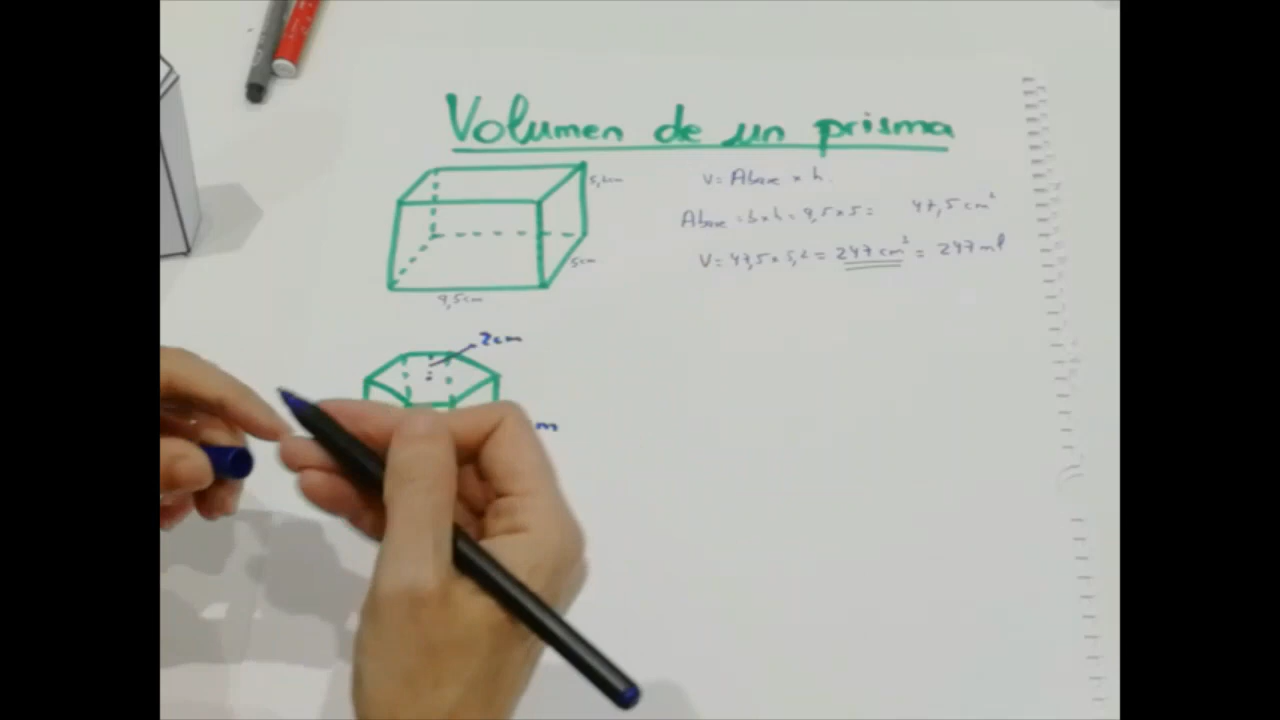 Volumen de un prisma
5,2cm
V= Abase × h.
Abase = b×h = 9,5×5 = 47,5 cm²
5cm
V= 47,5×5,2 = 247 cm³ = 247 ml
9,5cm
2cm
m